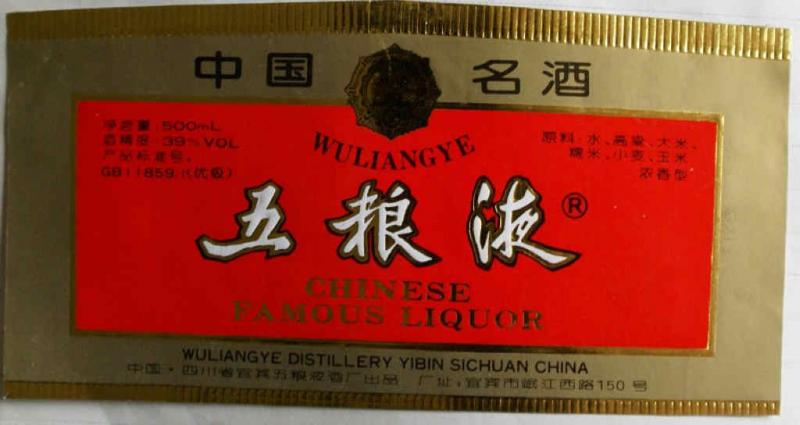 中国 名酒
净含量:500mL
酒精度:39%VOL
产品标准号:
GB11859.1(优级)
WULIANGYE
原料:水、高粱、大米、
糯米、小麦、玉米
浓香型
五粮液®
CHINESE
FAMOUS LIQUOR
WULIANGYE DISTILLERY YIBIN SICHUAN CHINA
中国·四川省宜宾五粮液酒厂出品 厂址:宜宾市岷江西路150号